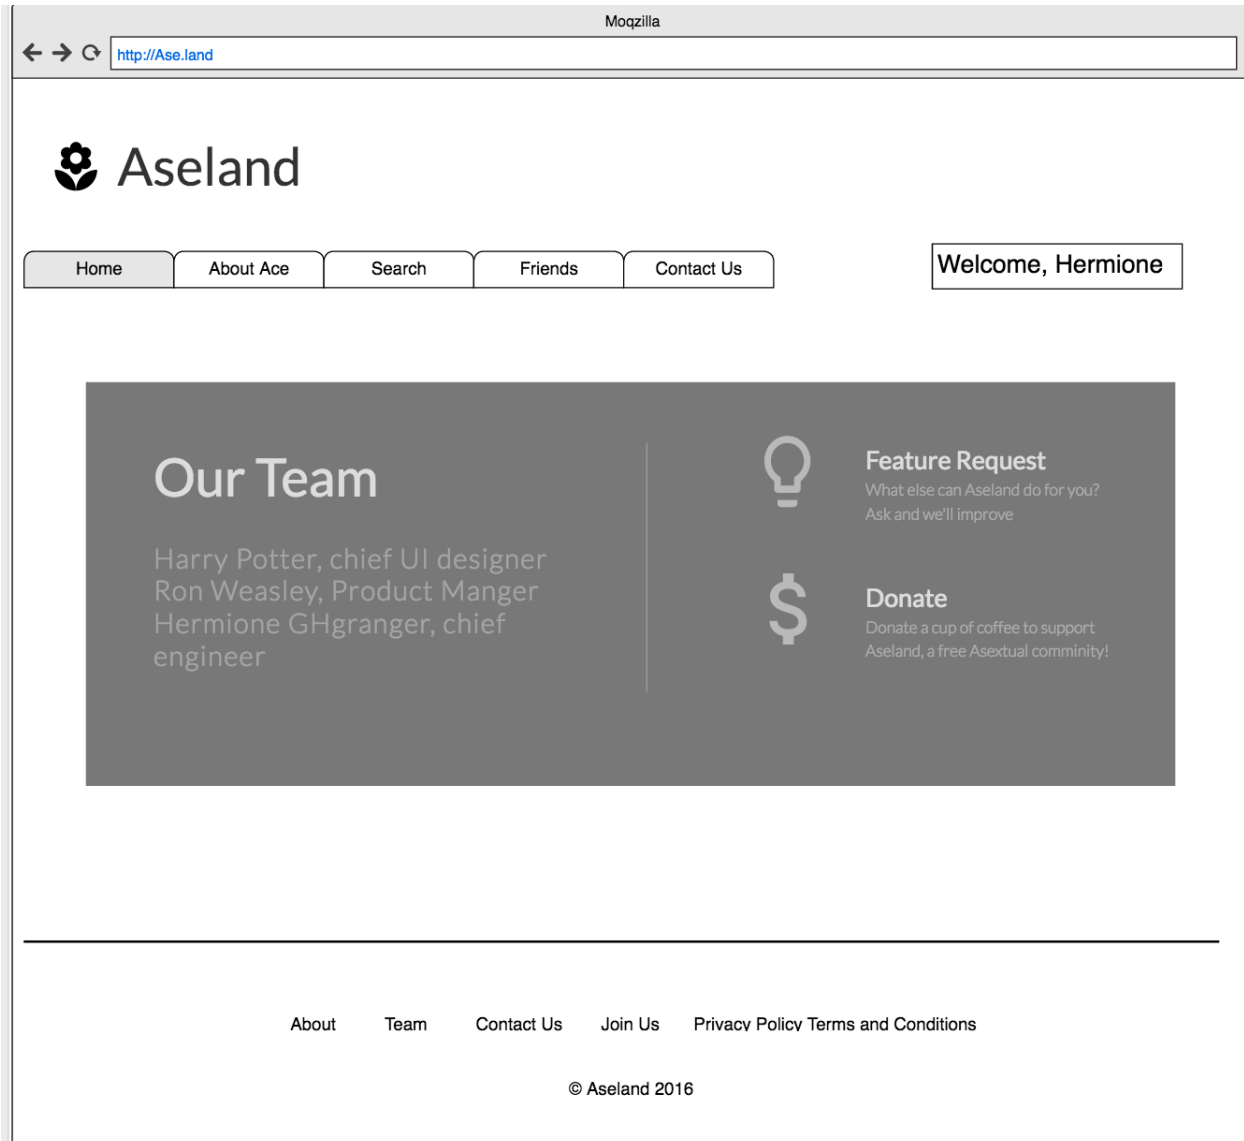 Moqzilla
http://Ase.land
Aseland
Home About Ace Search Friends Contact Us
Welcome, Hermione
Our Team
Harry Potter, chief UI designer
Ron Weasley, Product Manger
Hermione GHgranger, chief
engineer
Feature Request
What else can Aseland do for you?
Ask and we'll improve
Donate
Donate a cup of coffee to support
Aseland, a free Asextual comminity!
About Team Contact Us Join Us Privacy Policy Terms and Conditions
© Aseland 2016